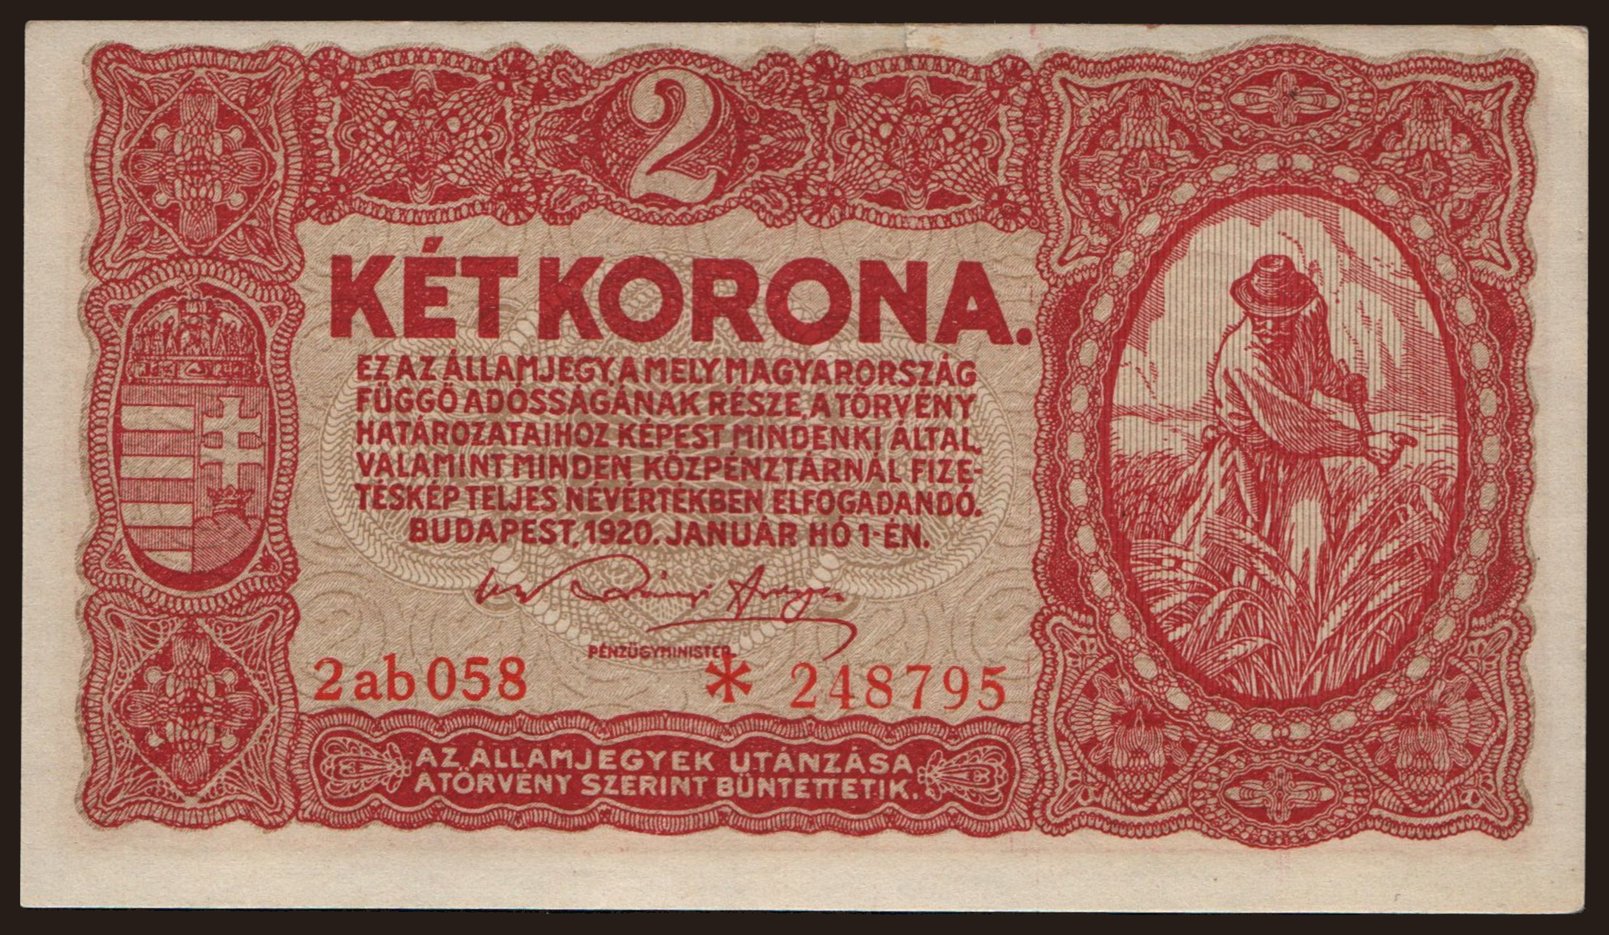 2
KÉT KORONA.
EZ AZ ÁLLAMJEGY, A MELY MAGYARORSZÁG
FÜGGŐ ADÓSSÁGÁNAK RÉSZE, A TÖRVÉNY
HATÁROZATAIHOZ KÉPEST MINDENKI ÁLTAL,
VALAMINT MINDEN KÖZPÉNZTÁRNÁL FIZE-
TÉSKÉP TELJES NÉVÉRTÉKBEN ELFOGADANDÓ.
BUDAPEST, 1920. JANUÁR HÓ 1-ÉN.
PÉNZÜGYMINISTER.
2ab058 * 248795
AZ ÁLLAMJEGYEK UTÁNZÁSA
A TÖRVÉNY SZERINT BÜNTETTETIK.